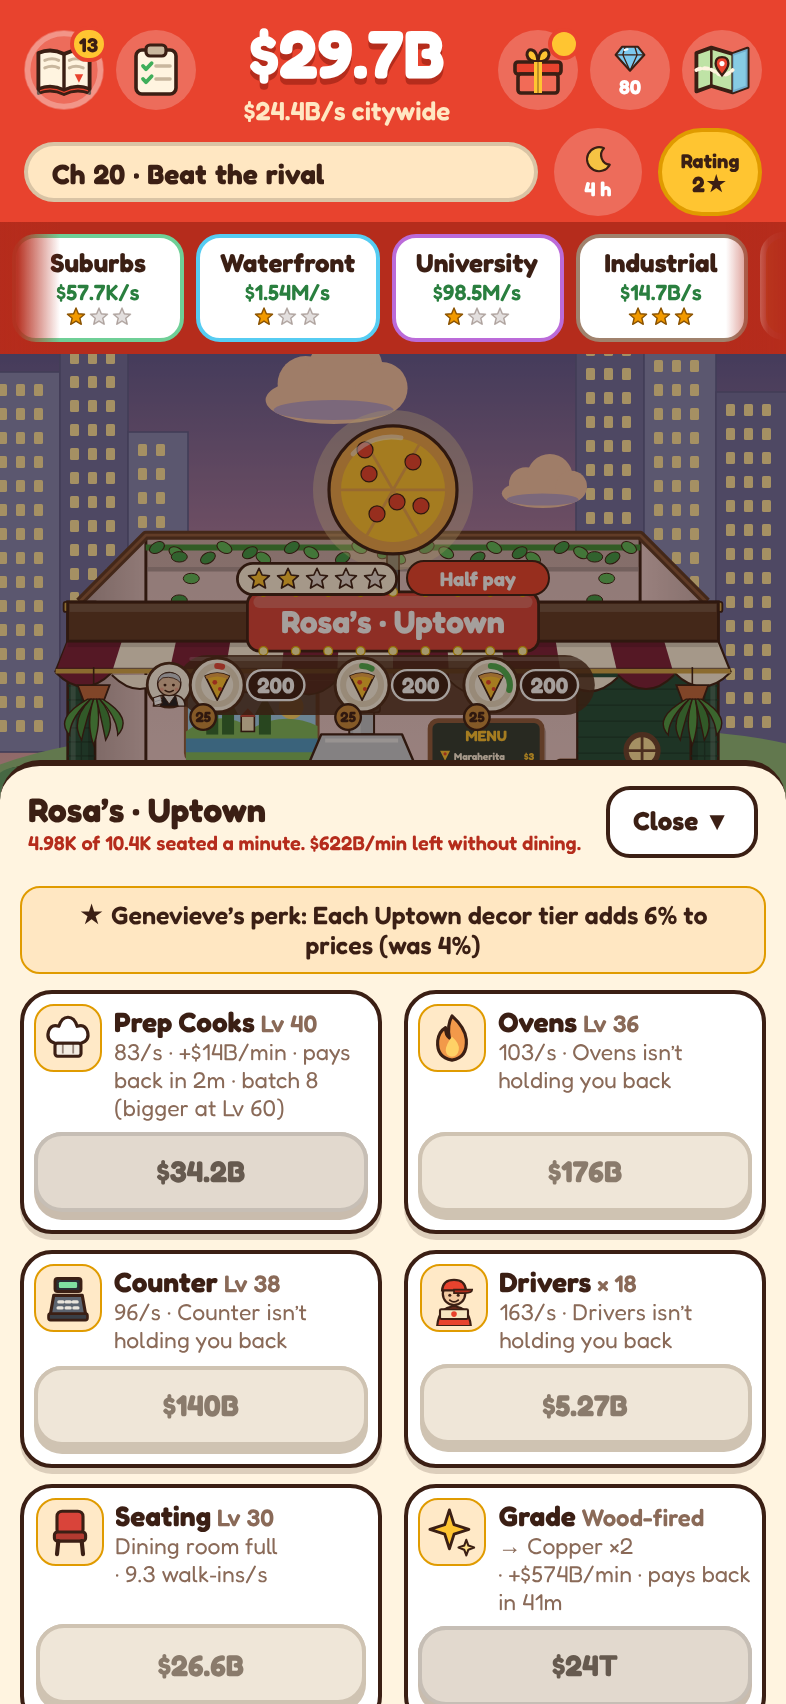 13
$29.7B
$24.4B/s citywide
80
Ch 20 · Beat the rival
4 h
Rating
2★
Suburbs
$57.7K/s
Waterfront
$1.54M/s
University
$98.5M/s
Industrial
$14.7B/s
Half pay
Rosa's · Uptown
200
200
200
25
25
25
MENU
Margherita $3
Rosa's · Uptown
4.98K of 10.4K seated a minute. $622B/min left without dining.
Close ▼
★ Genevieve's perk: Each Uptown decor tier adds 6% to
prices (was 4%)
Prep Cooks Lv 40
83/s · +$14B/min · pays
back in 2m · batch 8
(bigger at Lv 60)
$34.2B
Ovens Lv 36
103/s · Ovens isn't
holding you back
$176B
Counter Lv 38
96/s · Counter isn't
holding you back
$140B
Drivers × 18
163/s · Drivers isn't
holding you back
$5.27B
Seating Lv 30
Dining room full
· 9.3 walk-ins/s
$26.6B
Grade Wood-fired
→ Copper ×2
· +$574B/min · pays back
in 41m
$24T